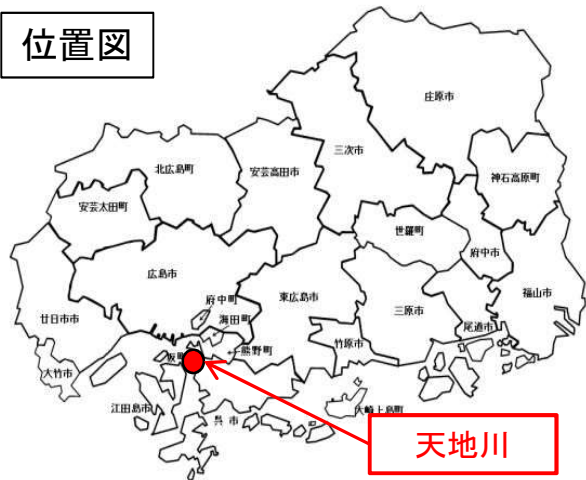 位置図
庄原市
三次市
北広島町
安芸高田市
神石高原町
安芸太田町
世羅町
府中市
広島市
東広島市
三原市
福山市
府中町
海田町
廿日市市
尾道市
竹原市
坂町
熊野町
大竹市
江田島市
大崎上島町
呉市
天地川